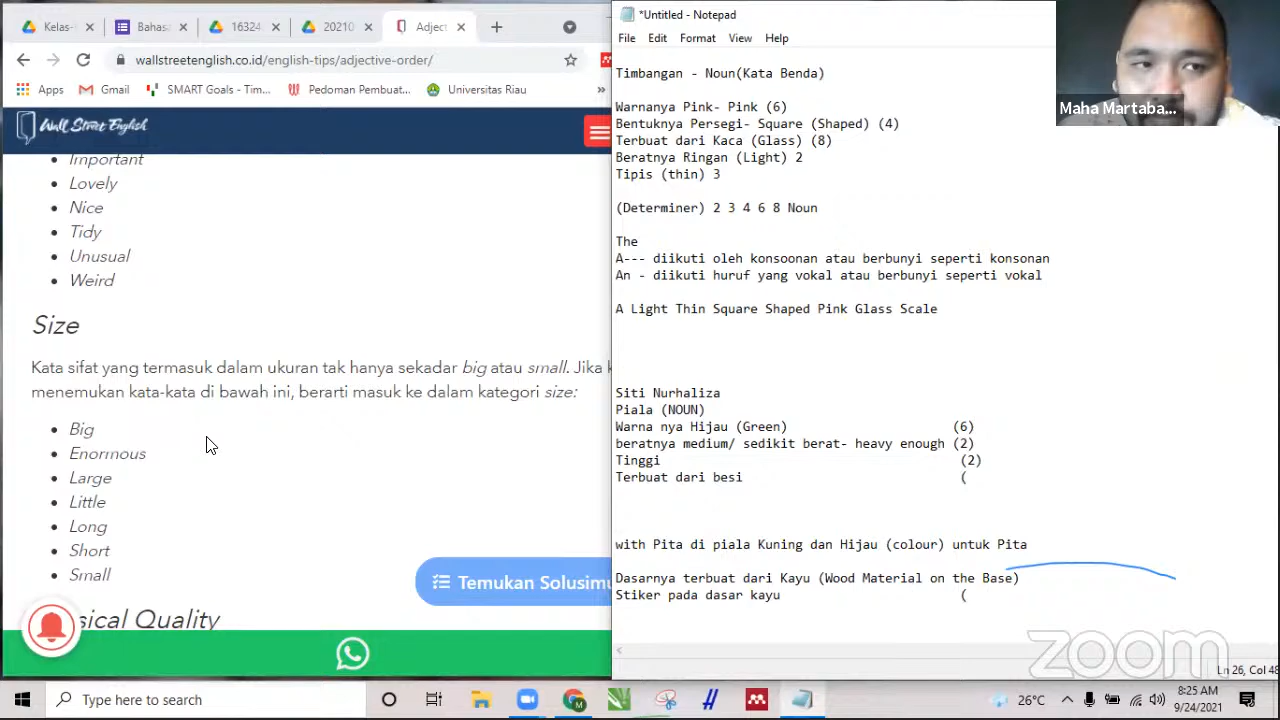 Kelas-
Bahas
16324
20210
Adject
*Untitled - Notepad
File Edit Format View Help
wallstreetenglish.co.id/english-tips/adjective-order/
Apps Gmail SMART Goals - Tim... Pedoman Pembuat... Universitas Riau »
Wall Street English
Important
Lovely
Nice
Tidy
Unusual
Weird
Size
Kata sifat yang termasuk dalam ukuran tak hanya sekadar big atau small. Jika k
menemukan kata-kata di bawah ini, berarti masuk ke dalam kategori size:
Big
Enormous
Large
Little
Long
Short
Small
sical Quality
Temukan Solusimu
Timbangan - Noun(Kata Benda)
Warnanya Pink- Pink (6)
Bentuknya Persegi- Square (Shaped) (4)
Terbuat dari Kaca (Glass) (8)
Beratnya Ringan (Light) 2
Tipis (thin) 3
(Determiner) 2 3 4 6 8 Noun
The
A--- diikuti oleh konsoonan atau berbunyi seperti konsonan
An - diikuti huruf yang vokal atau berbunyi seperti vokal
A Light Thin Square Shaped Pink Glass Scale
Siti Nurhaliza
Piala (NOUN)
Warna nya Hijau (Green) (6)
beratnya medium/ sedikit berat- heavy enough (2)
Tinggi (2)
Terbuat dari besi (
with Pita di piala Kuning dan Hijau (colour) untuk Pita
Dasarnya terbuat dari Kayu (Wood Material on the Base)
Stiker pada dasar kayu (
Maha Martaba...
zoom
Ln 26, Col 48
Type here to search
26°C
8:25 AM
9/24/2021